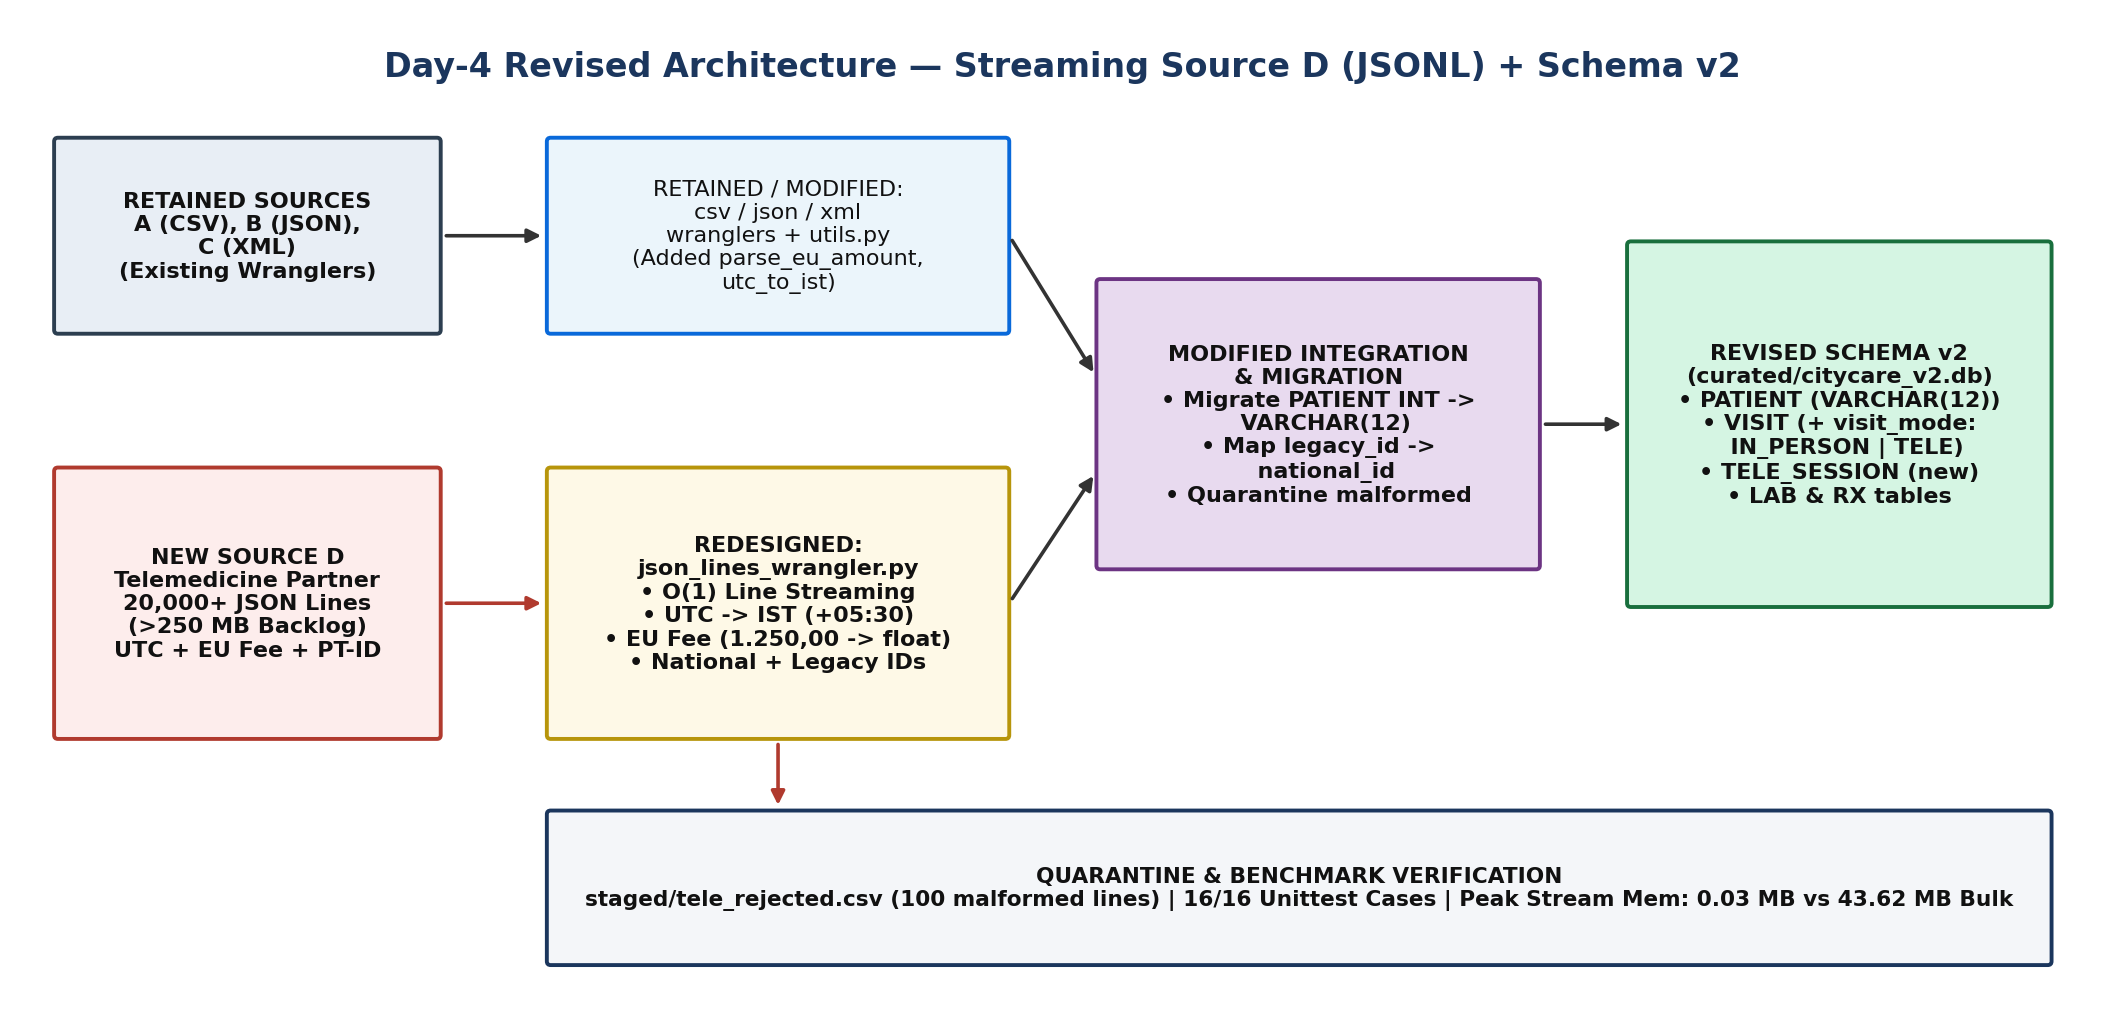 Day-4 Revised Architecture — Streaming Source D (JSONL) + Schema v2
RETAINED SOURCES
A (CSV), B (JSON),
C (XML)
(Existing Wranglers)
RETAINED / MODIFIED:
csv / json / xml
wranglers + utils.py
(Added parse_eu_amount,
utc_to_ist)
NEW SOURCE D
Telemedicine Partner
20,000+ JSON Lines
(>250 MB Backlog)
UTC + EU Fee + PT-ID
REDESIGNED:
json_lines_wrangler.py
• O(1) Line Streaming
• UTC -> IST (+05:30)
• EU Fee (1.250,00 -> float)
• National + Legacy IDs
MODIFIED INTEGRATION
& MIGRATION
• Migrate PATIENT INT ->
VARCHAR(12)
• Map legacy_id ->
national_id
• Quarantine malformed
REVISED SCHEMA v2
(curated/citycare_v2.db)
• PATIENT (VARCHAR(12))
• VISIT (+ visit_mode:
IN_PERSON | TELE)
• TELE_SESSION (new)
• LAB & RX tables
QUARANTINE & BENCHMARK VERIFICATION
staged/tele_rejected.csv (100 malformed lines) | 16/16 Unittest Cases | Peak Stream Mem: 0.03 MB vs 43.62 MB Bulk